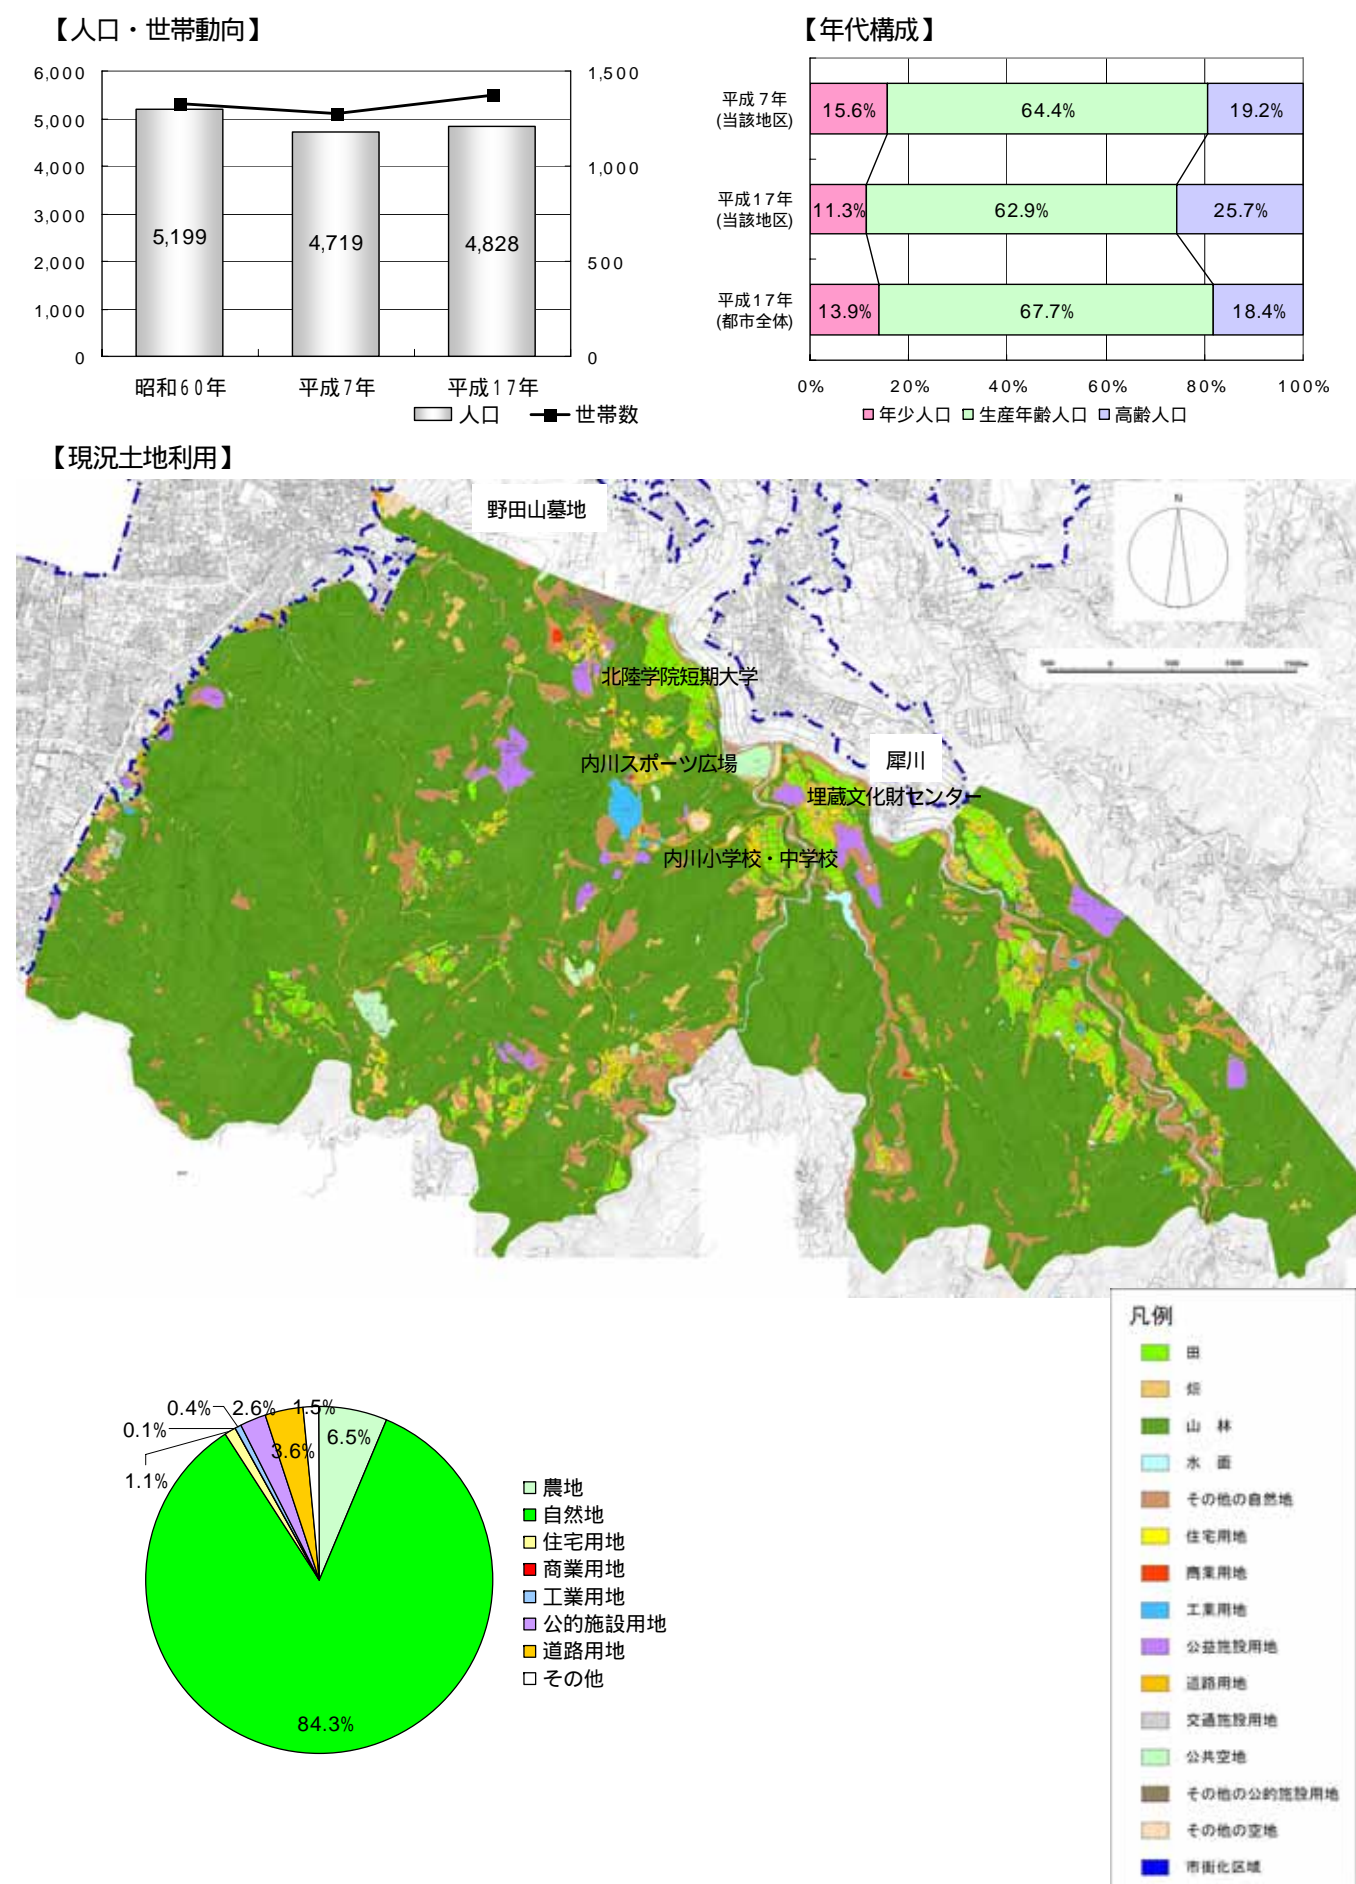 【人口・世帯動向】
6,000
5,000
4,000
3,000
2,000
1,000
0
1,500
1,000
500
0
5,199
4,719
4,828
昭和60年
平成7年
平成17年
人口
世帯数
【年代構成】
平成7年
(当該地区)
15.6%
64.4%
19.2%
平成17年
(当該地区)
11.3%
62.9%
25.7%
平成17年
(都市全体)
13.9%
67.7%
18.4%
0%
20%
40%
60%
80%
100%
年少人口
生産年齢人口
高齢人口
【現況土地利用】
野田山墓地
N
北陸学院短期大学
内川スポーツ広場
犀川
埋蔵文化財センター
内川小学校・中学校
凡例
田
畑
山 林
水 面
その他の自然地
住宅用地
商業用地
工業用地
公益施設用地
道路用地
交通施設用地
公共空地
その他の公的施設用地
その他の空地
市街化区域
0.4%
2.6%
1.5%
0.1%
3.6%
6.5%
1.1%
84.3%
農地
自然地
住宅用地
商業用地
工業用地
公的施設用地
道路用地
その他